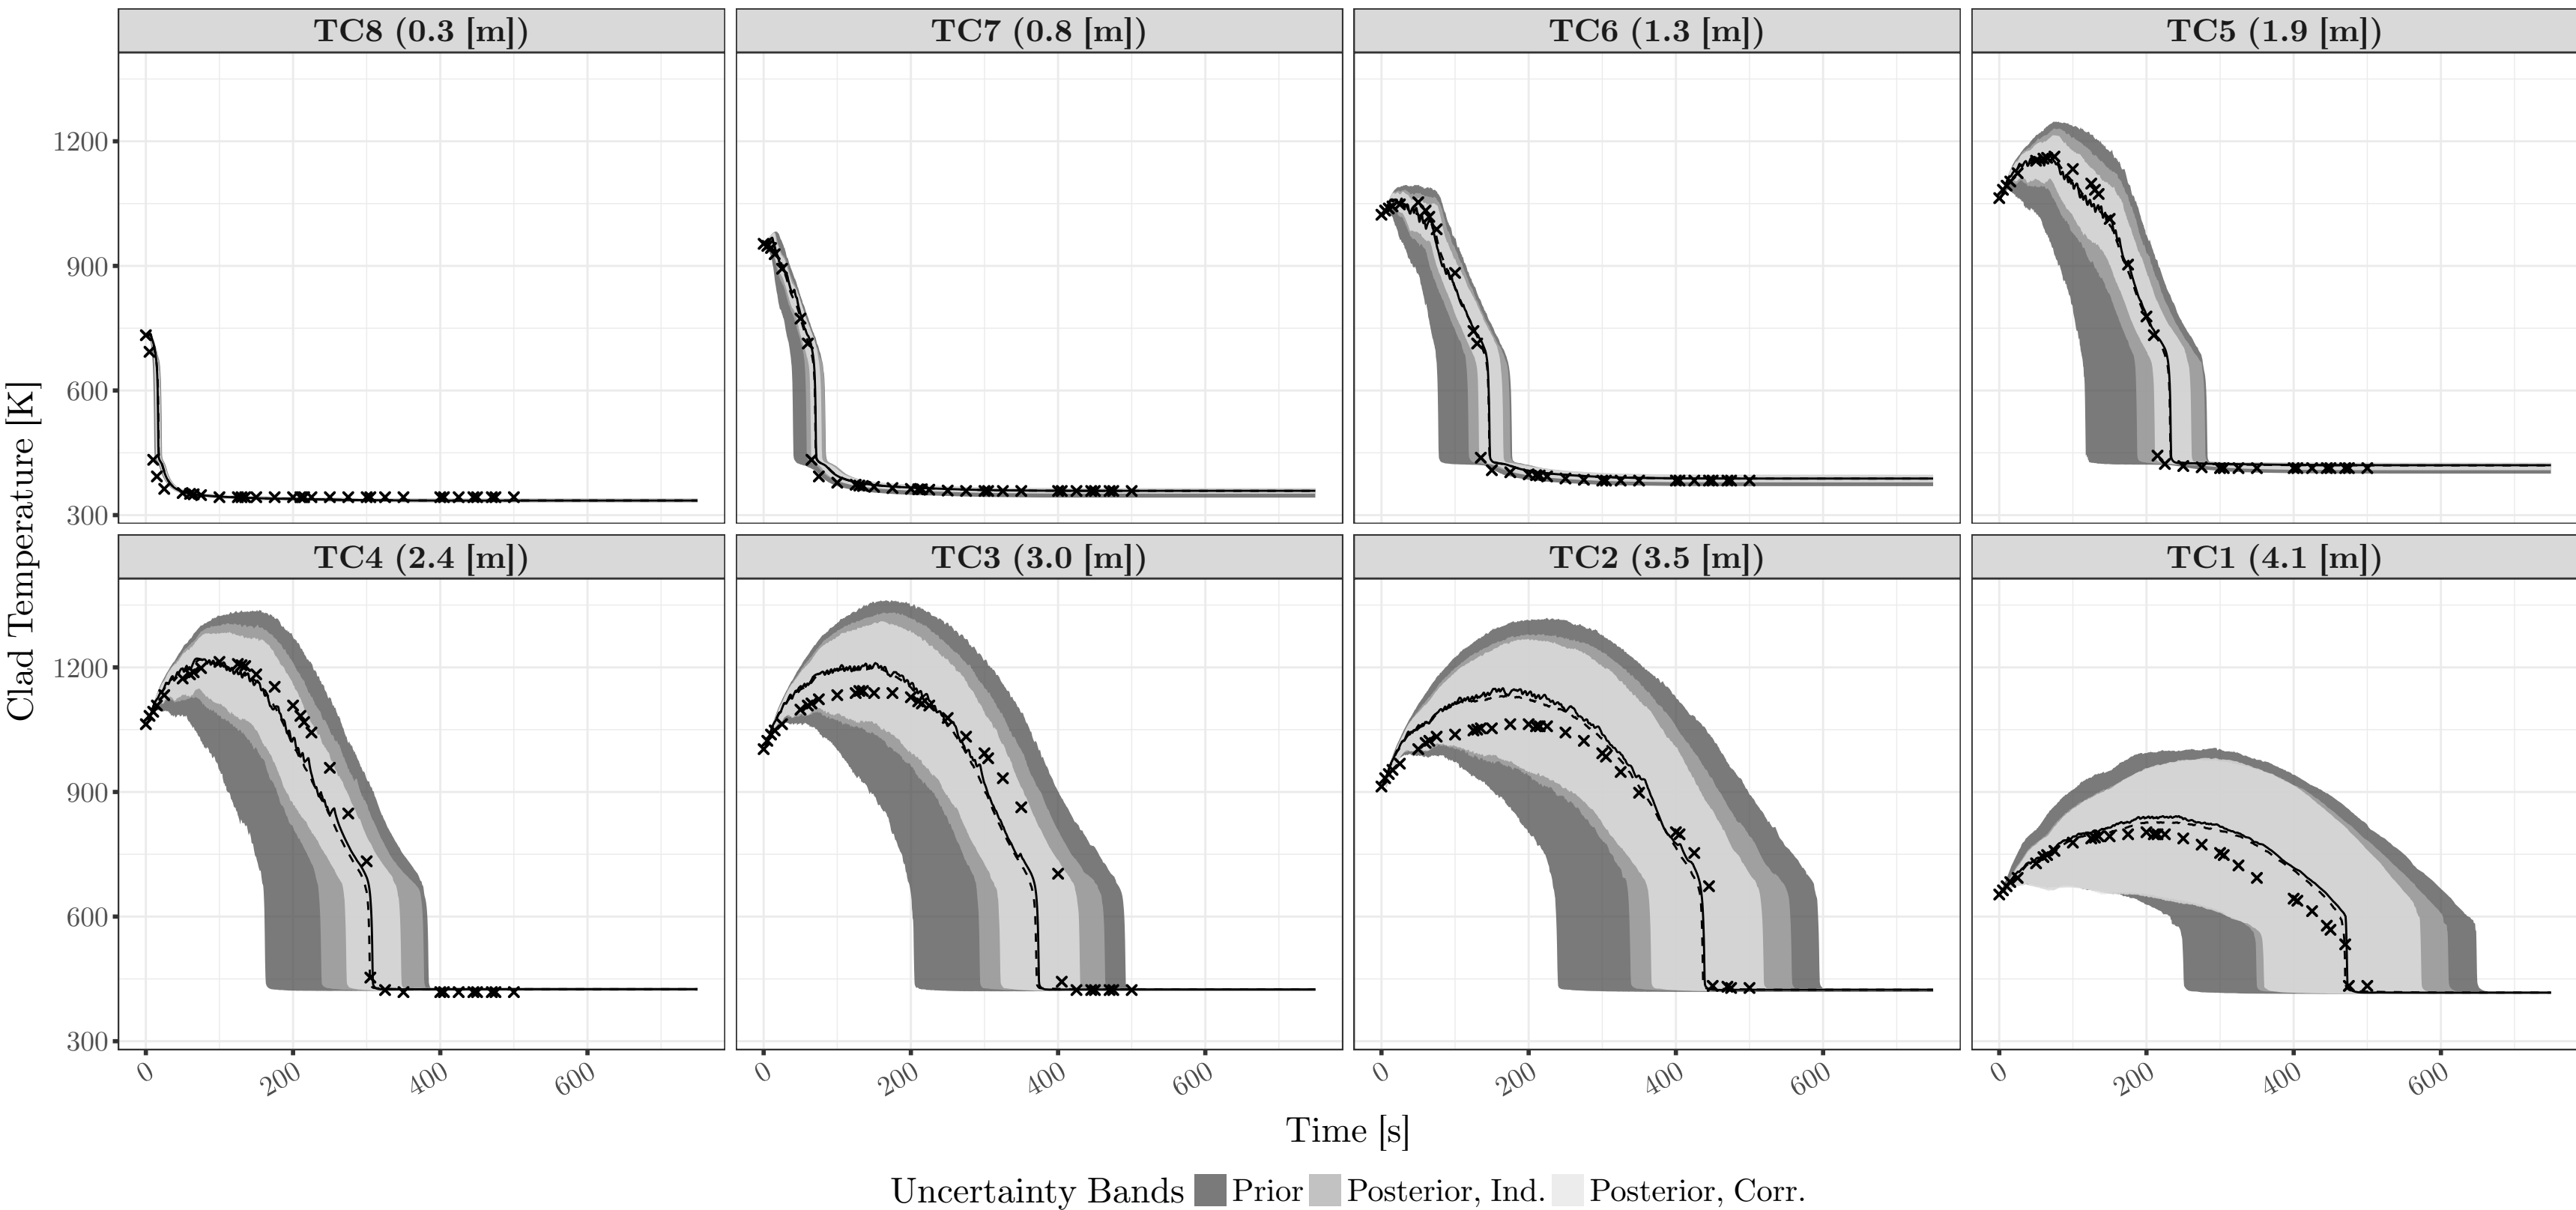 TC8 (0.3 [m])
TC7 (0.8 [m])
TC6 (1.3 [m])
TC5 (1.9 [m])
1200
900
600
300
TC4 (2.4 [m])
TC3 (3.0 [m])
TC2 (3.5 [m])
TC1 (4.1 [m])
1200
900
600
300
Clad Temperature [K]
0 200 400 600
0 200 400 600
0 200 400 600
0 200 400 600
Time [s]
Uncertainty Bands Prior Posterior, Ind. Posterior, Corr.